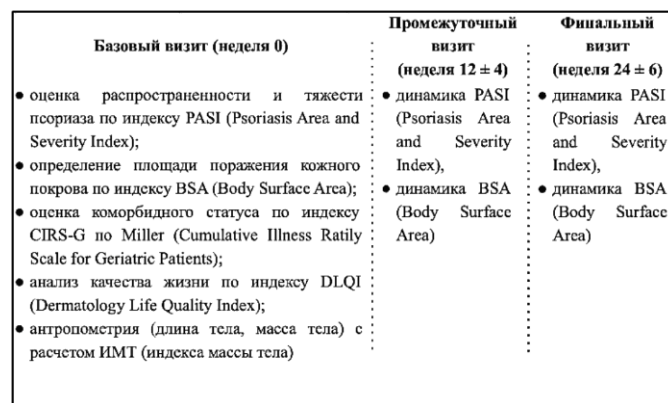 Базовый визит (неделя 0)
● оценка распространенности и тяжести
псориаза по индексу PASI (Psoriasis Area and
Severity Index);
● определение площади поражения кожного
покрова по индексу BSA (Body Surface Area);
● оценка коморбидного статуса по индексу
CIRS-G по Miller (Cumulative Illness Ratily
Scale for Geriatric Patients);
● анализ качества жизни по индексу DLQI
(Dermatology Life Quality Index);
● антропометрия (длина тела, масса тела) с
расчетом ИМТ (индекса массы тела)
Промежуточный
визит
(неделя 12 ± 4)
● динамика PASI
(Psoriasis Area
and Severity
Index),
● динамика BSA
(Body Surface
Area)
Финальный
визит
(неделя 24 ± 6)
● динамика PASI
(Psoriasis Area
and Severity
Index),
● динамика BSA
(Body Surface
Area)